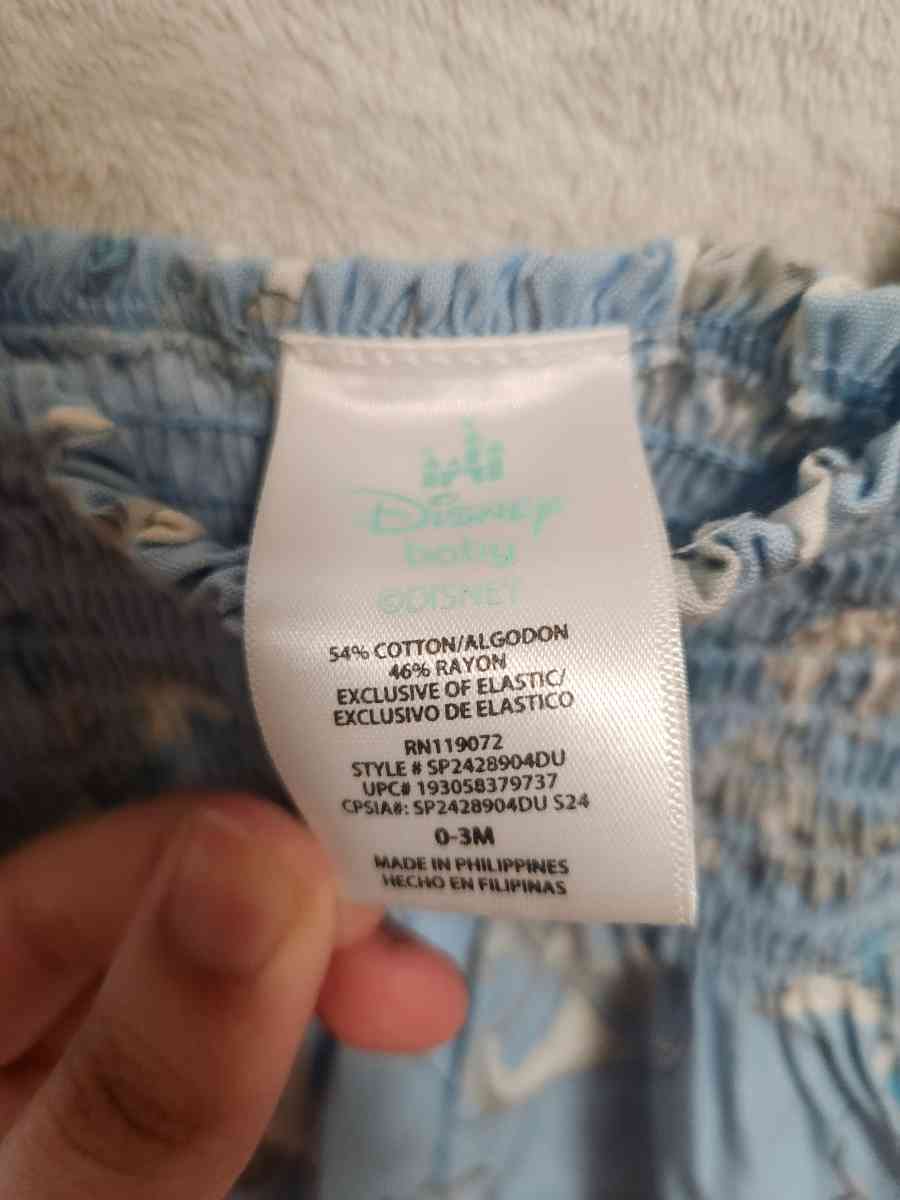 Disney
baby
©DISNEY
54% COTTON/ALGODON
46% RAYON
EXCLUSIVE OF ELASTIC/
EXCLUSIVO DE ELASTICO
RN119072
STYLE # SP2428904DU
UPC# 193058379737
CPSIA#: SP2428904DU S24
0-3M
MADE IN PHILIPPINES
HECHO EN FILIPINAS